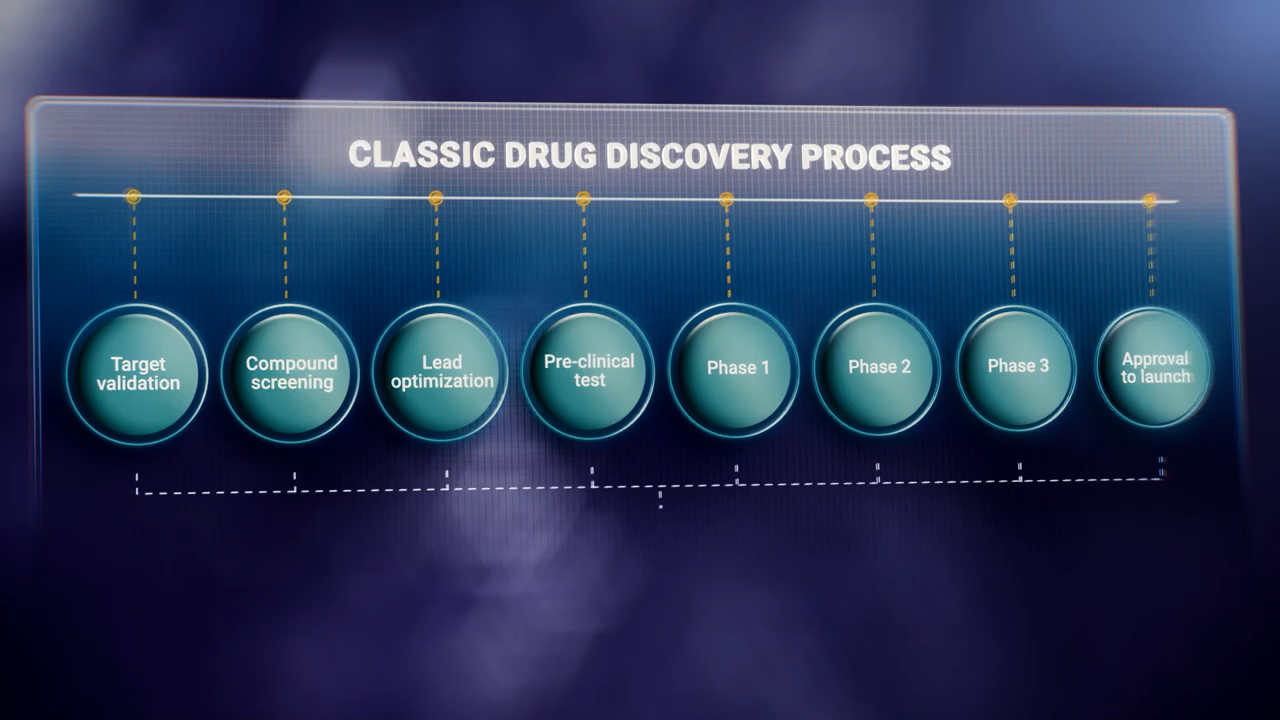 CLASSIC DRUG DISCOVERY PROCESS
Target
validation
Compound
screening
Lead
optimization
Pre-clinical
test
Phase 1
Phase 2
Phase 3
Approval
to launch